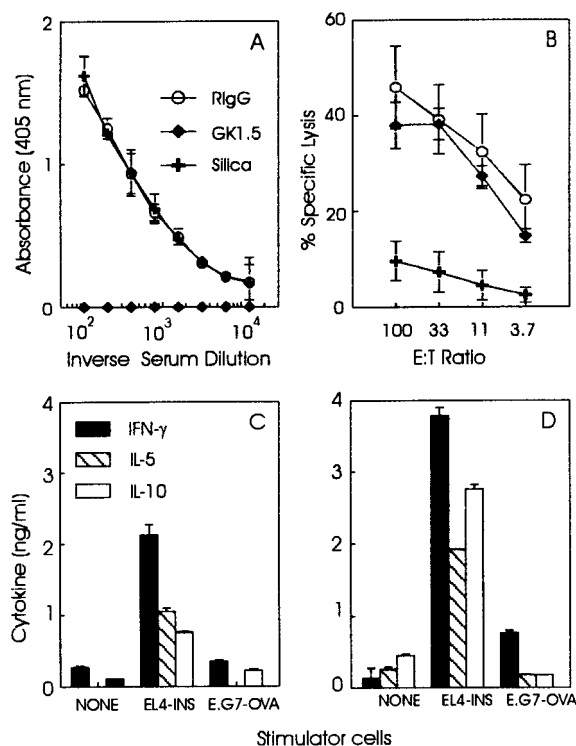 A
2
1
0
Absorbance (405 nm)
RIgG
GK1.5
Silica
10² 10³ 10⁴
Inverse Serum Dilution
B
60
40
20
0
% Specific Lysis
100 33 11 3.7
E:T Ratio
C
4
3
2
1
0
Cytokine (ng/ml)
IFN-γ
IL-5
IL-10
NONE EL4-INS E.G7-OVA
D
4
3
2
1
0
NONE EL4-INS E.G7-OVA
Stimulator cells